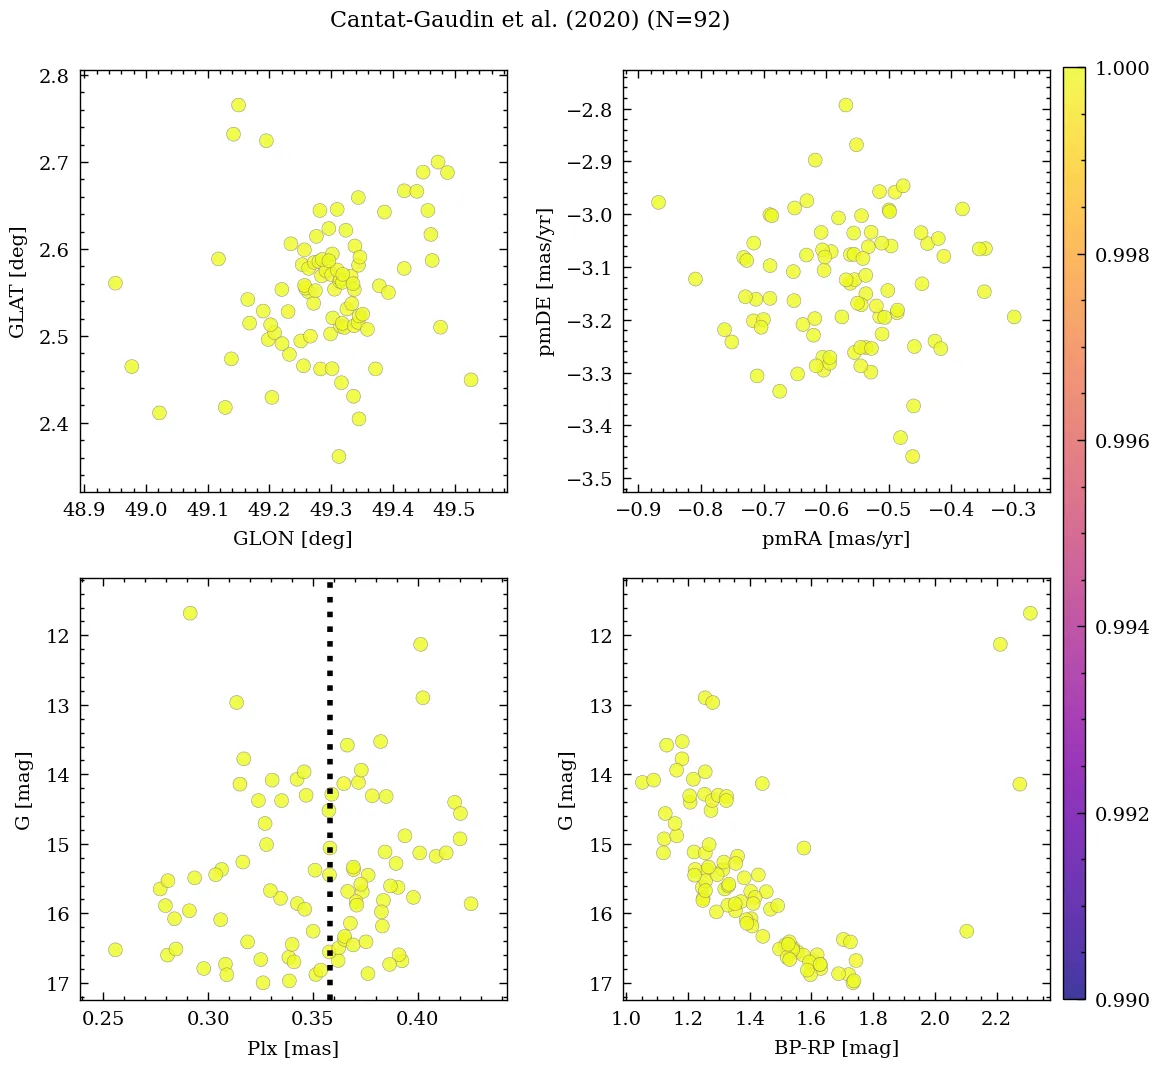 Cantat-Gaudin et al. (2020) (N=92)
2.8
2.7
2.6
2.5
2.4
GLAT [deg]
48.9 49.0 49.1 49.2 49.3 49.4 49.5
GLON [deg]
−2.8
−2.9
−3.0
−3.1
−3.2
−3.3
−3.4
−3.5
pmDE [mas/yr]
−0.9 −0.8 −0.7 −0.6 −0.5 −0.4 −0.3
pmRA [mas/yr]
12
13
14
15
16
17
G [mag]
0.25 0.30 0.35 0.40
Plx [mas]
12
13
14
15
16
17
G [mag]
1.0 1.2 1.4 1.6 1.8 2.0 2.2
BP-RP [mag]
1.000
0.998
0.996
0.994
0.992
0.990